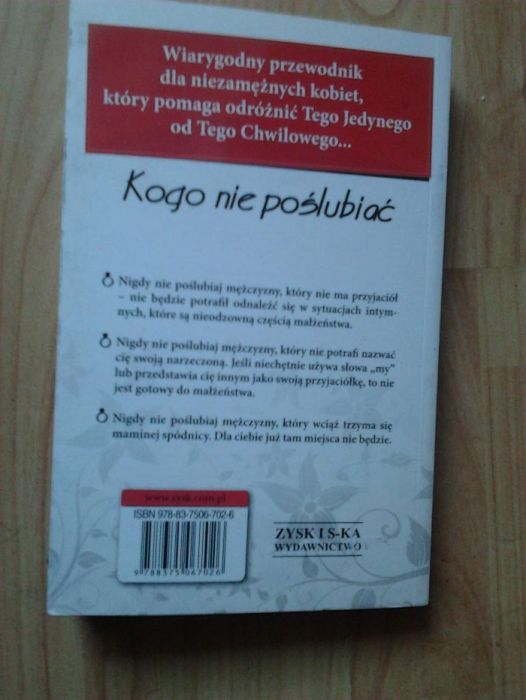 Wiarygodny przewodnik
dla niezamężnych kobiet,
który pomaga odróźnić Tego Jedynego
od Tego Chwilowego...
Kogo nie poślubiać
Nigdy nie poślubiaj mężczyzny, który nie ma przyjaciół
– nie będzie potrafił odnaleźć się w sytuacjach intym-
nych, które są nieodzowną częścią małżeństwa.
Nigdy nie poślubiaj mężczyzny, który nie potrafi nazwać
cię swoją narzeczoną. Jeśli niechętnie używa słowa „my”
lub przedstawia cię innym jako swoją przyjaciółkę, to nie
jest gotowy do małżeństwa.
Nigdy nie poślubiaj mężczyzny, który wciąż trzyma się
maminej spódnicy. Dla ciebie już tam miejsca nie będzie.
www.zysk.com.pl
ISBN 978-83-7506-702-6
9 788375 067026
ZYSK I S-KA
WYDAWNICTWO